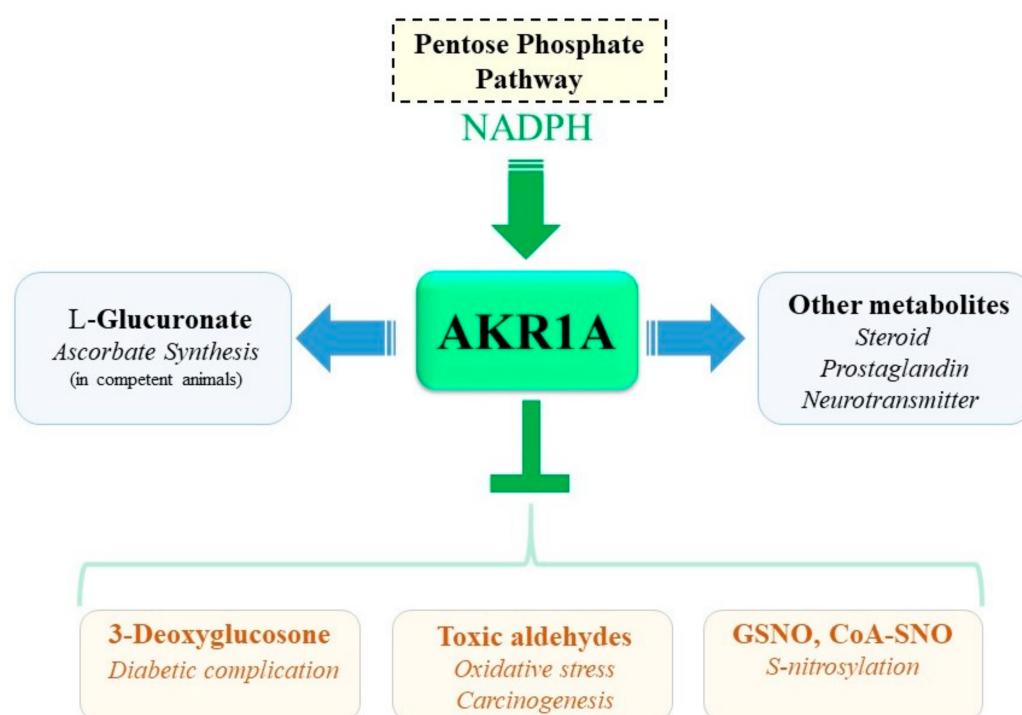 Pentose Phosphate
Pathway
NADPH
L-Glucuronate
Ascorbate Synthesis
(in competent animals)
AKR1A
Other metabolites
Steroid
Prostaglandin
Neurotransmitter
3-Deoxyglucosone
Diabetic complication
Toxic aldehydes
Oxidative stress
Carcinogenesis
GSNO, CoA-SNO
S-nitrosylation